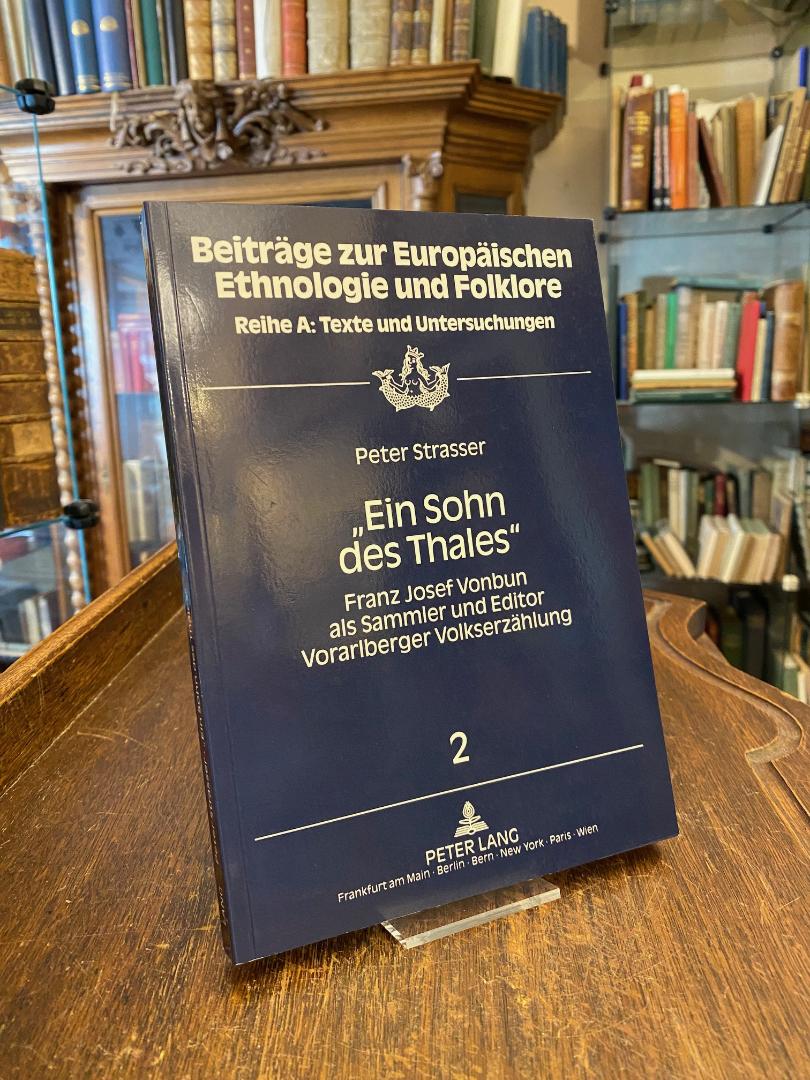 Beiträge zur Europäischen
Ethnologie und Folklore
Reihe A: Texte und Untersuchungen
Peter Strasser
„Ein Sohn
des Thales“
Franz Josef Vonbun
als Sammler und Editor
Vorarlberger Volkserzählung
2
PETER LANG
Frankfurt am Main · Berlin · Bern · New York · Paris · Wien